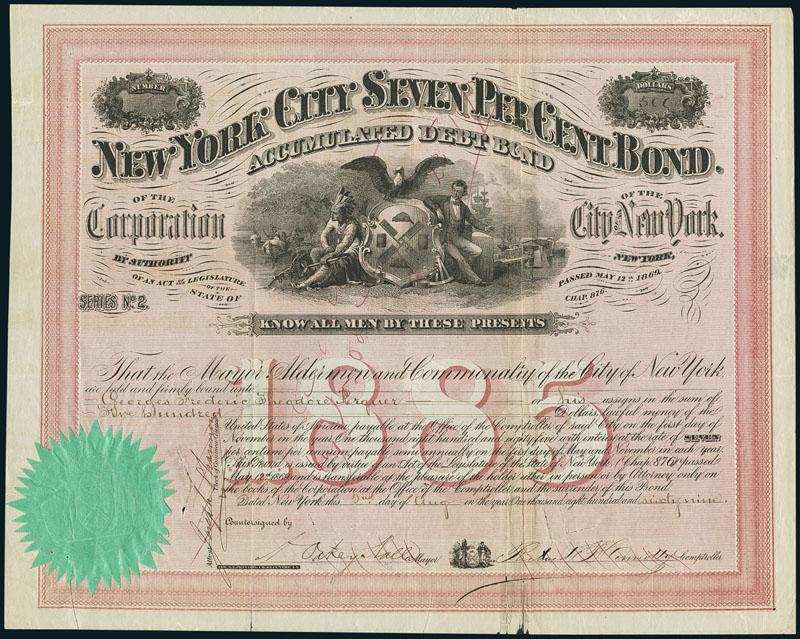 NUMBER
DOLLARS
500
NEW YORK CITY SEVEN PER CENT BOND.
ACCUMULATED DEBT BOND
OF THE
Corporation
BY AUTHORITY
OF AN ACT OF THE LEGISLATURE
OF THE
STATE OF
OF THE
City New York.
NEW YORK,
PASSED MAY 12th 1869.
CHAP. 876.
SERIES No 2.
KNOW ALL MEN BY THESE PRESENTS
1885
That the Mayor Aldermen and Commonalty of the City of New York.
are held and firmly bound unto
Georges Frederic Theodore or his assigns in the sum of
Five hundred Dollars, lawful money of the
United States of America, payable at the Office of the Comptroller of said City on the first day of
November in the year One thousand eight hundred and eighty five with interest at the rate of SEVEN
per centum per annum payable semi annually on the first day of May and November in each year.
This Bond is issued by virtue of an Act of the Legislature of the State of New York. Chap. 876 passed
May 12th 1869 and is transferable at the pleasure of the holder either in person or by Attorney only on
the books of the Corporation at the Office of the Comptroller and the surrender of this Bond.
Dated New York this 2nd day of Aug in the year one thousand eight hundred and sixty nine.
Countersigned by
A. Oakey Hall Mayor
Comptroller